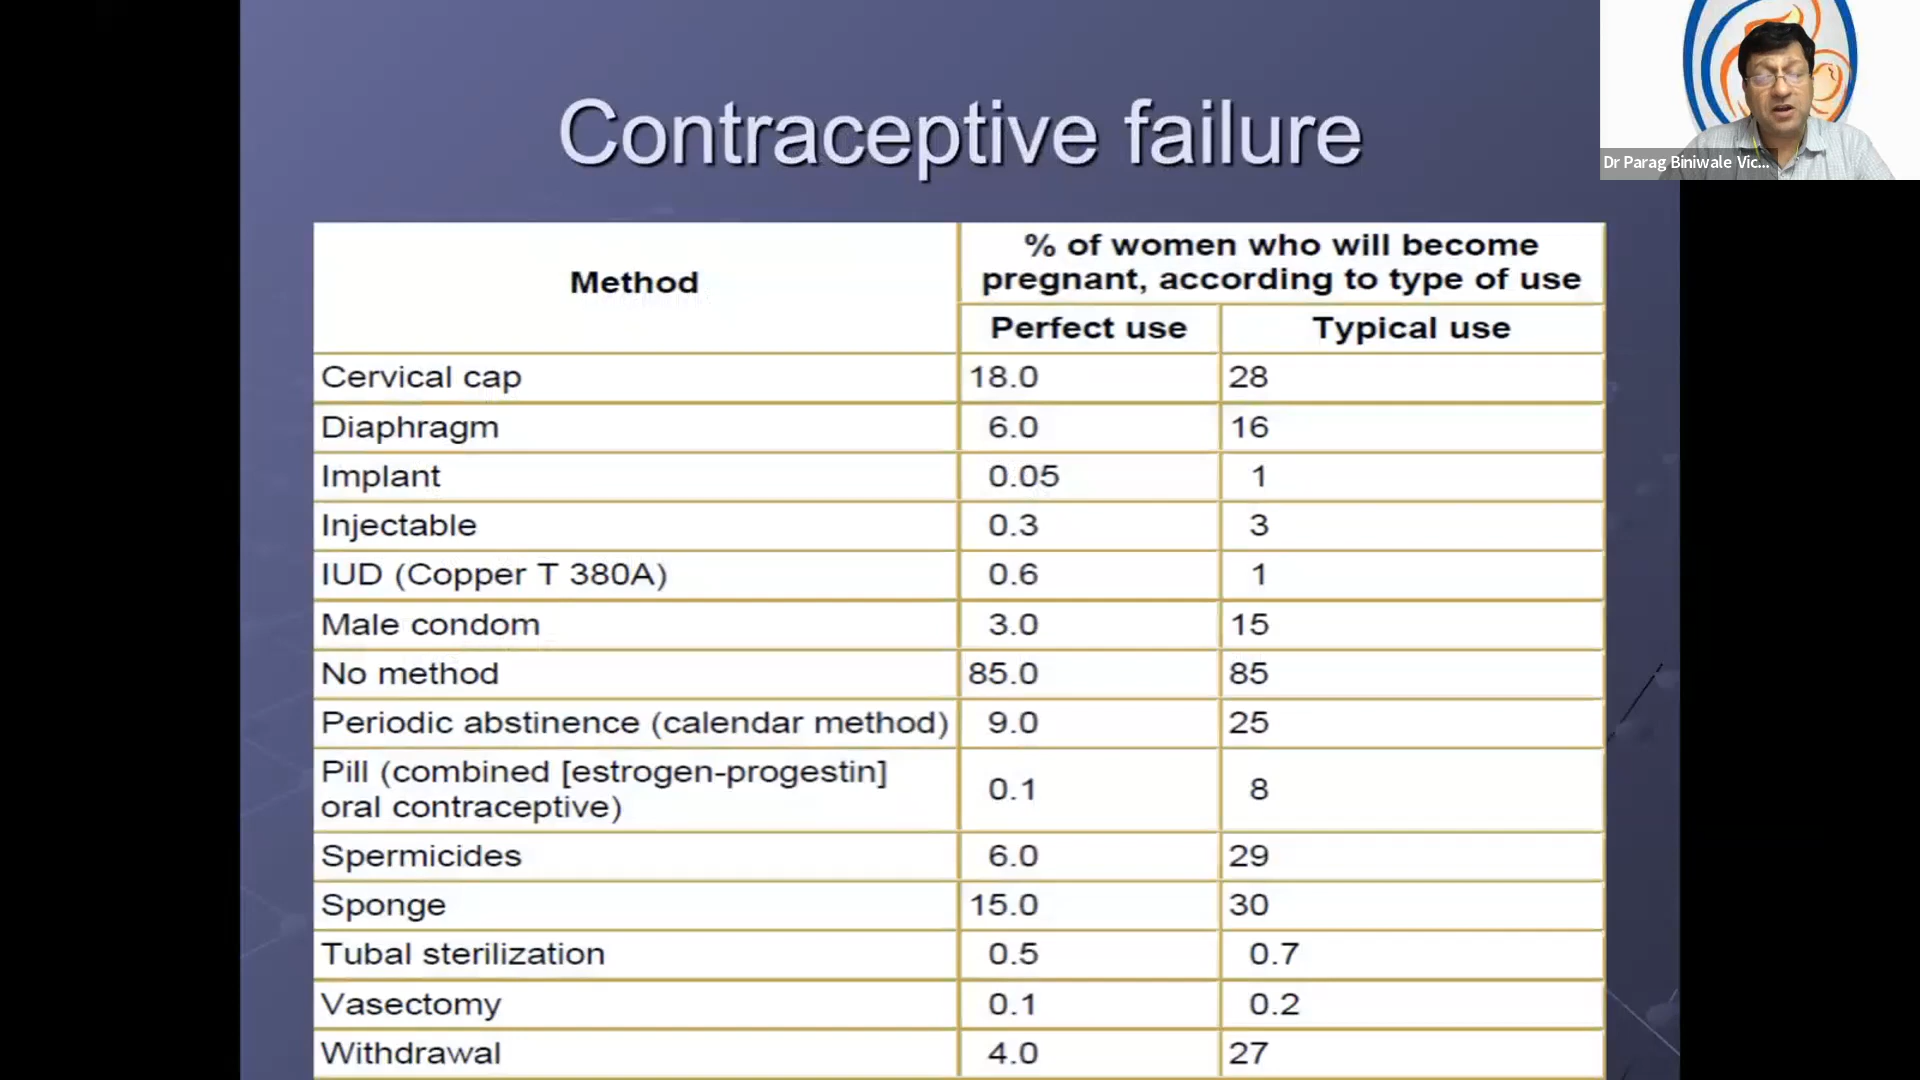 Contraceptive failure
Dr Parag Biniwale Vic...
Method
% of women who will become
pregnant, according to type of use
Perfect use Typical use
Cervical cap 18.0 28
Diaphragm 6.0 16
Implant 0.05 1
Injectable 0.3 3
IUD (Copper T 380A) 0.6 1
Male condom 3.0 15
No method 85.0 85
Periodic abstinence (calendar method) 9.0 25
Pill (combined [estrogen-progestin]
oral contraceptive) 0.1 8
Spermicides 6.0 29
Sponge 15.0 30
Tubal sterilization 0.5 0.7
Vasectomy 0.1 0.2
Withdrawal 4.0 27